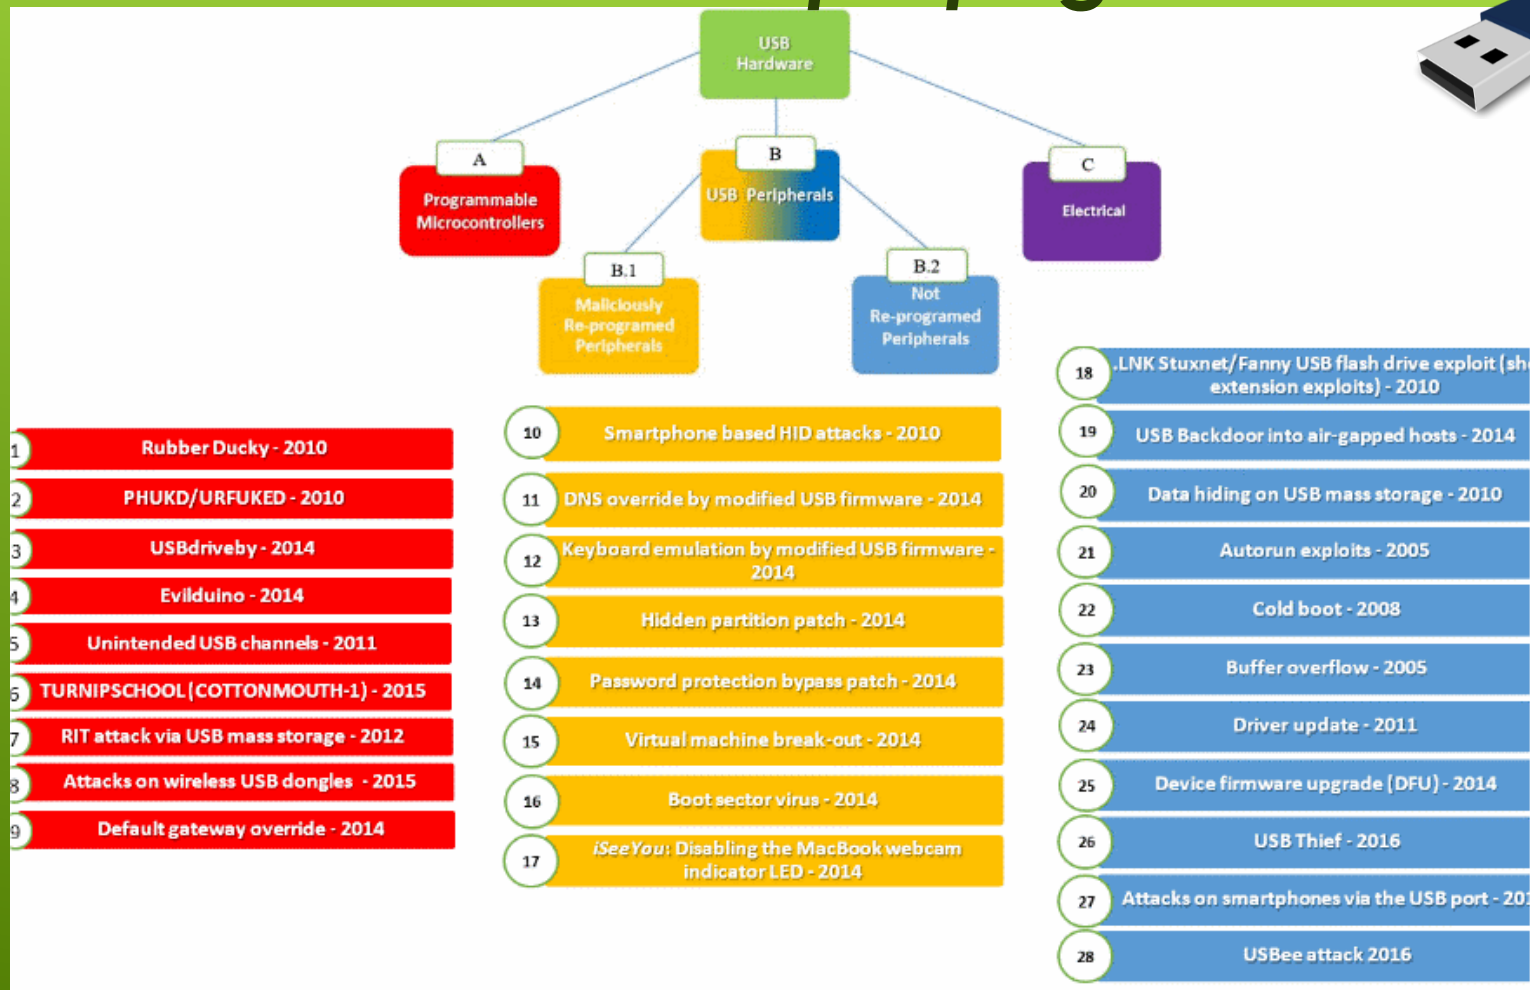 USB
Hardware
A
Programmable
Microcontrollers
B
USB Peripherals
C
Electrical
B.1
Maliciously
Re-programed
Peripherals
B.2
Not
Re-programed
Peripherals
1
Rubber Ducky - 2010
2
PHUKD/URFUKED - 2010
3
USBdriveby - 2014
4
Evilduino - 2014
5
Unintended USB channels - 2011
6
TURNIPSCHOOL (COTTONMOUTH-1) - 2015
7
RIT attack via USB mass storage - 2012
8
Attacks on wireless USB dongles - 2015
9
Default gateway override - 2014
10
Smartphone based HID attacks - 2010
11
DNS override by modified USB firmware - 2014
12
Keyboard emulation by modified USB firmware -
2014
13
Hidden partition patch - 2014
14
Password protection bypass patch - 2014
15
Virtual machine break-out - 2014
16
Boot sector virus - 2014
17
iSeeYou: Disabling the MacBook webcam
indicator LED - 2014
18
.LNK Stuxnet/Fanny USB flash drive exploit (sh
extension exploits) - 2010
19
USB Backdoor into air-gapped hosts - 2014
20
Data hiding on USB mass storage - 2010
21
Autorun exploits - 2005
22
Cold boot - 2008
23
Buffer overflow - 2005
24
Driver update - 2011
25
Device firmware upgrade (DFU) - 2014
26
USB Thief - 2016
27
Attacks on smartphones via the USB port - 201
28
USBee attack 2016